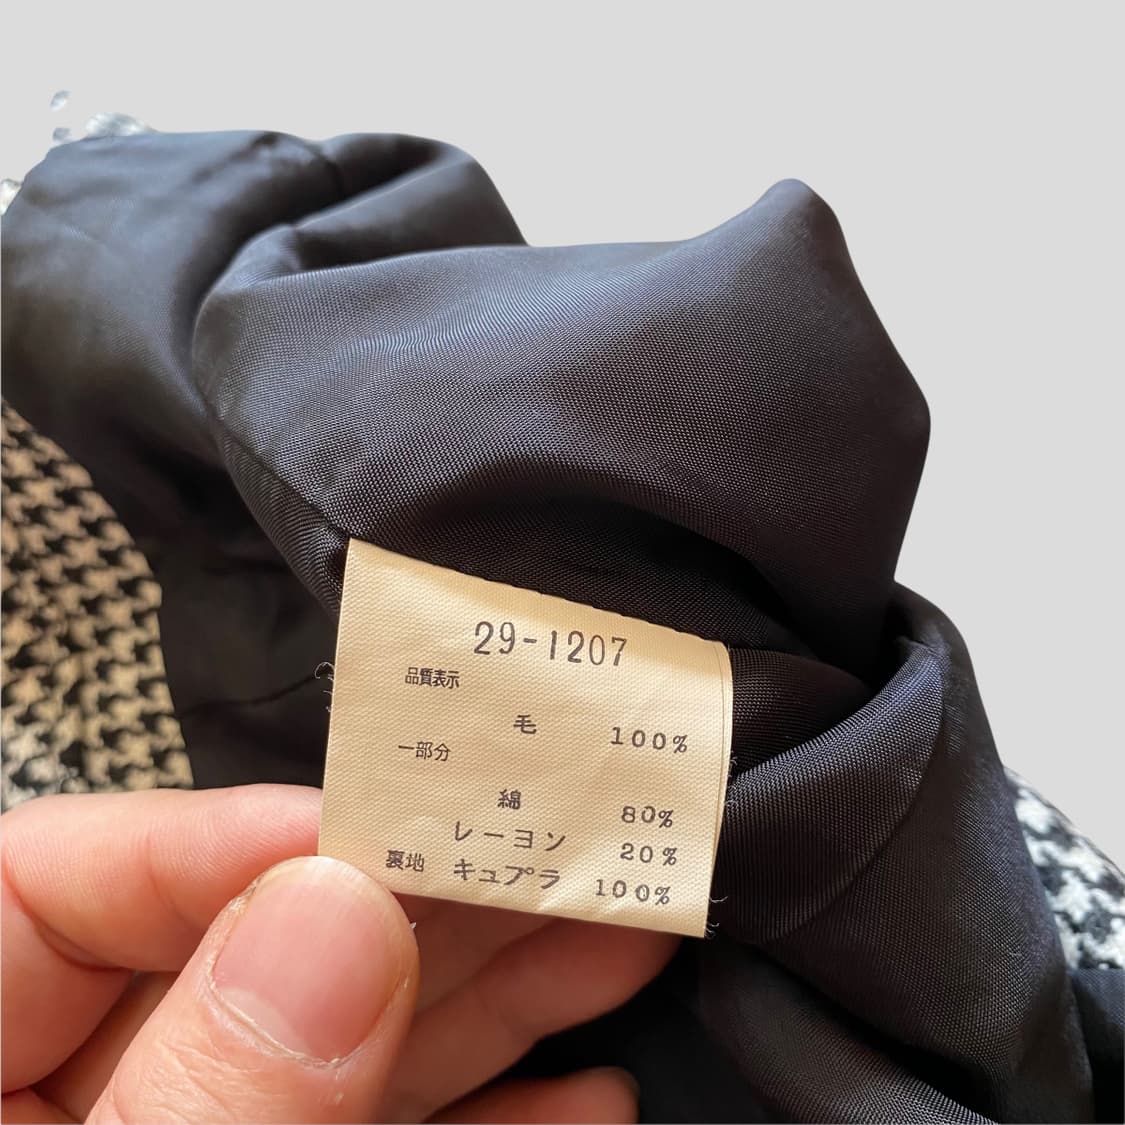 29-1207
品質表示
毛 100%
一部分
綿 80%
レーヨン 20%
裏地 キュプラ 100%